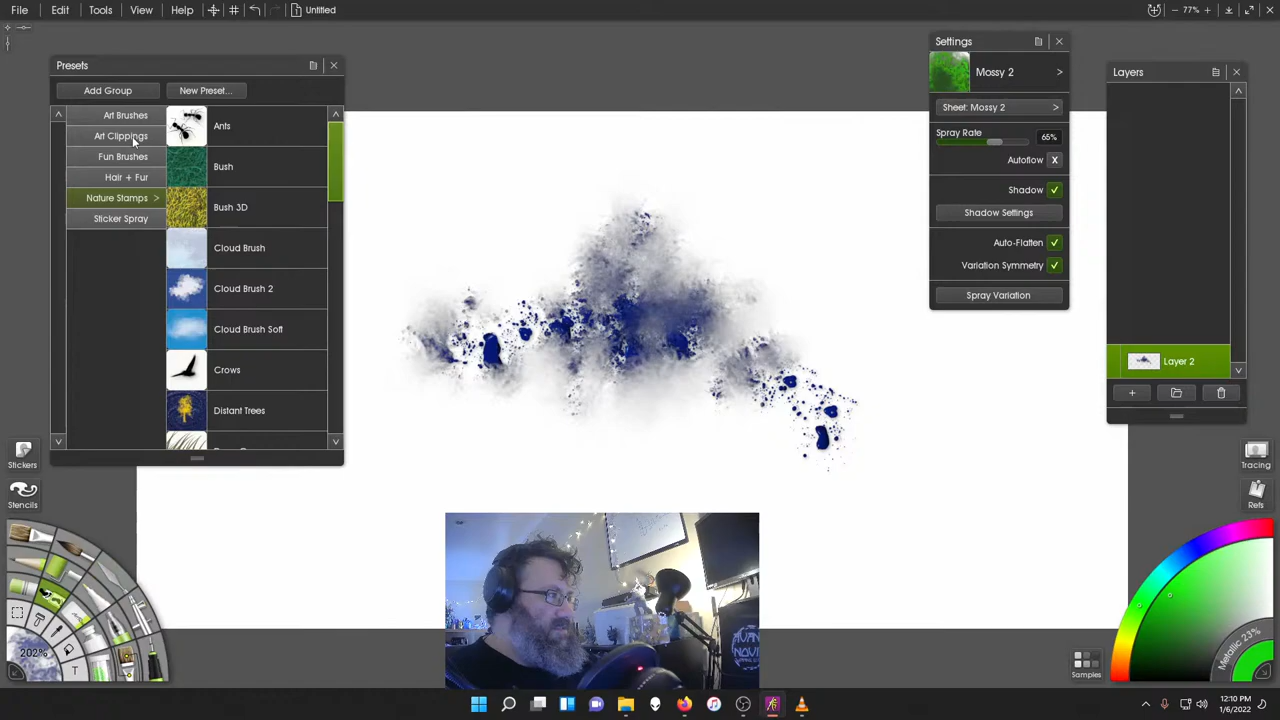 File Edit Tools View Help Untitled 77%
Presets
Add Group New Preset...
Art Brushes
Art Clippings
Fun Brushes
Hair + Fur
Nature Stamps >
Sticker Spray
Ants
Bush
Bush 3D
Cloud Brush
Cloud Brush 2
Cloud Brush Soft
Crows
Distant Trees
Settings
Mossy 2 >
Sheet: Mossy 2 >
Spray Rate 65%
Autoflow X
Shadow
Shadow Settings
Auto-Flatten
Variation Symmetry
Spray Variation
Layers
Layer 2
Stickers
Stencils
202%
T
Tracing
Refs
Metallic 23%
Samples
12:10 PM
1/6/2022